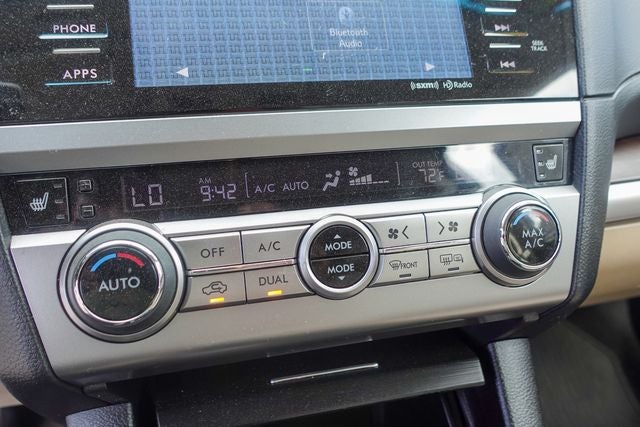 PHONE
APPS
Bluetooth
Audio
SEEK
TRACK
((sxm)) HD Radio
LO
AM
9:42
A/C AUTO
OUT TEMP
72°F
AUTO
OFF
A/C
DUAL
MODE
MODE
FRONT
MAX
A/C